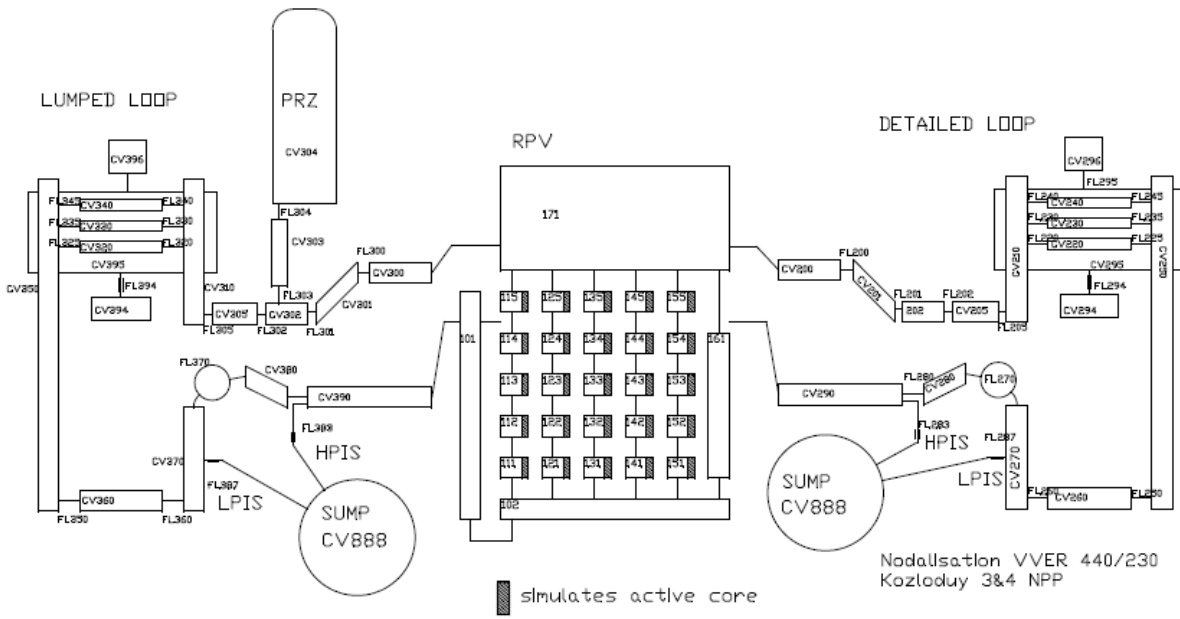 LUMPED LOOP
PRZ
CV304
CV396
FL345
CV340
FL340
FL335
CV330
FL330
FL325
CV320
FL320
CV395
CV350
CV310
FL394
CV394
FL304
CV303
FL303
FL300
CV300
CV301
CV305
CV302
FL305
FL302
FL301
FL370
CV380
CV390
FL383
HPIS
CV370
FL387
LPIS
CV360
FL350
FL360
SUMP
CV888
RPV
171
115
125
135
145
155
101
114
124
134
144
154
161
113
123
133
143
153
112
122
132
142
152
111
121
131
141
151
102
simulates active core
DETAILED LOOP
CV296
FL295
FL240
CV240
FL245
FL230
CV230
FL235
FL220
CV220
FL225
CV210
CV250
CV295
FL294
CV294
FL200
CV200
CV201
FL201
FL202
202
CV205
FL205
FL280
CV280
FL270
CV290
FL283
HPIS
FL287
CV270
LPIS
SUMP
CV888
FL260
CV260
FL250
Nodalisation VVER 440/230
Kozloduy 3&4 NPP